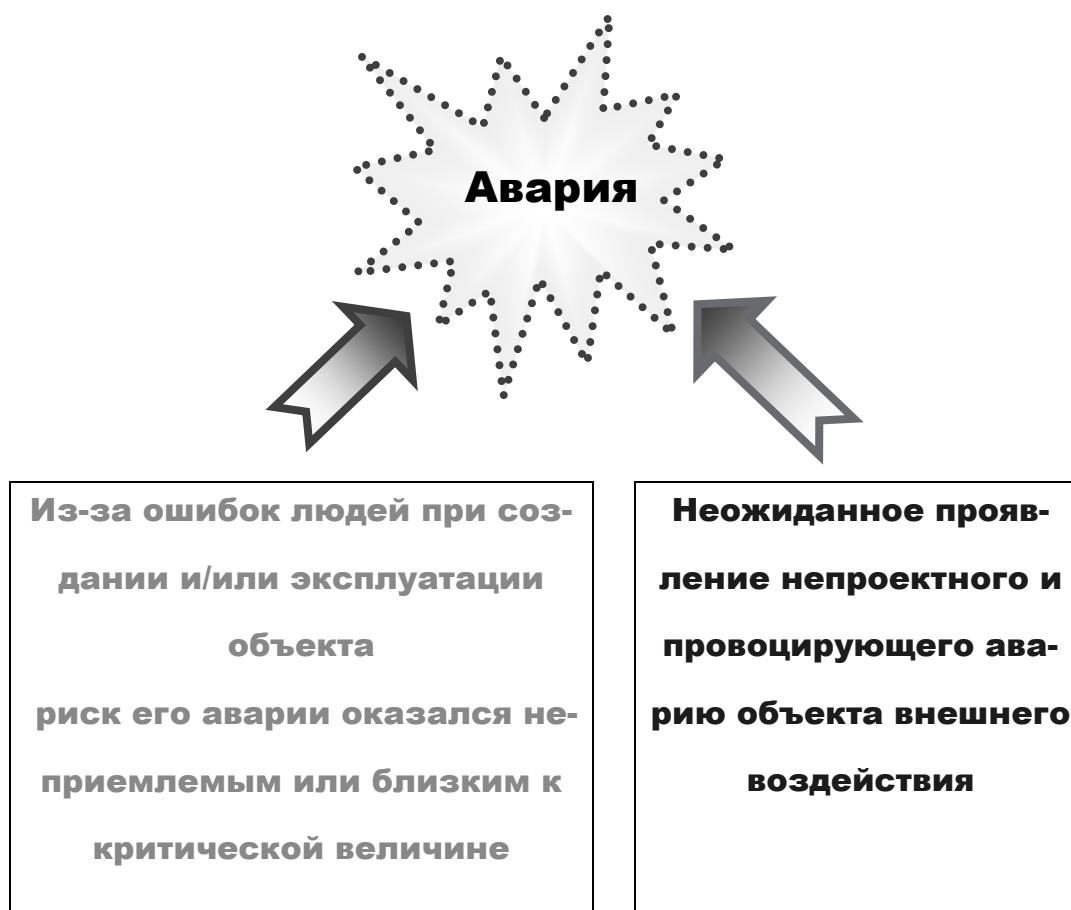 Авария
Из-за ошибок людей при соз-
дании и/или эксплуатации
объекта
риск его аварии оказался не-
приемлемым или близким к
критической величине
Неожиданное прояв-
ление непроектного и
провоцирующего ава-
рию объекта внешнего
воздействия